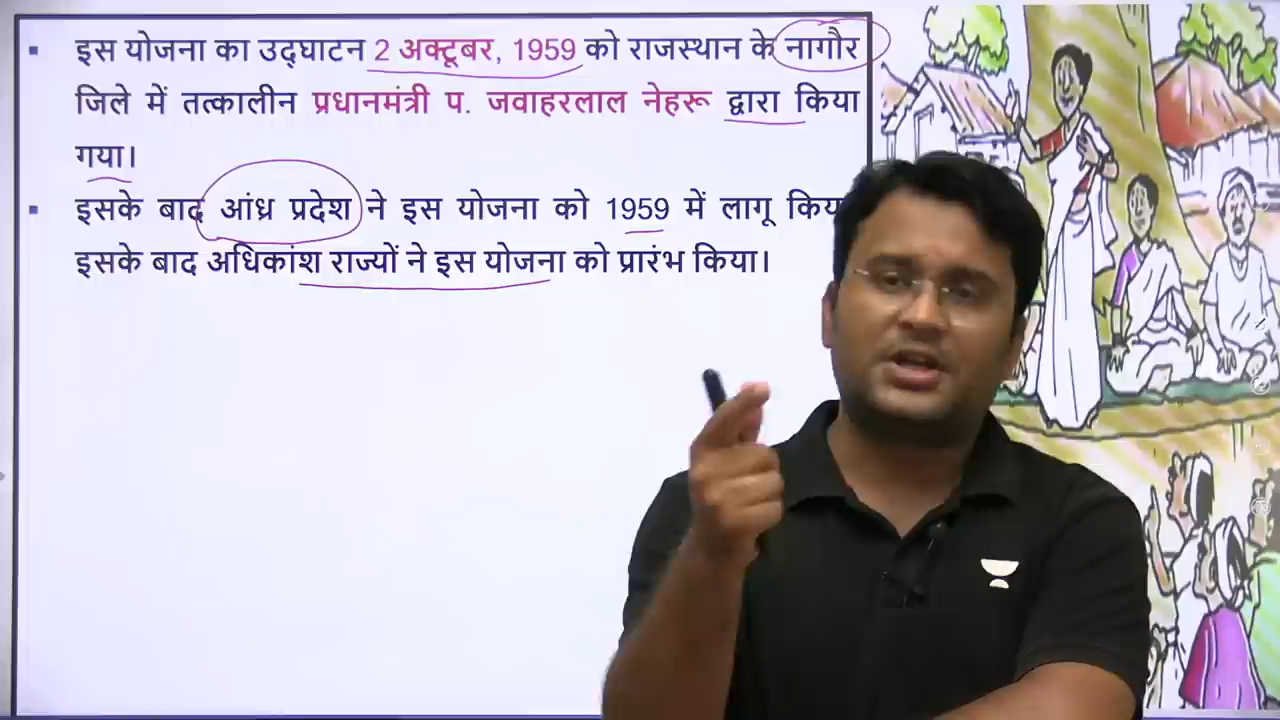 ▪ इस योजना का उद्घाटन 2 अक्टूबर, 1959 को राजस्थान के नागौर
जिले में तत्कालीन प्रधानमंत्री प. जवाहरलाल नेहरू द्वारा किया
गया।
▪ इसके बाद आंध्र प्रदेश ने इस योजना को 1959 में लागू
इसके बाद अधिकांश राज्यों ने इस योजना को प्रारंभ किया।